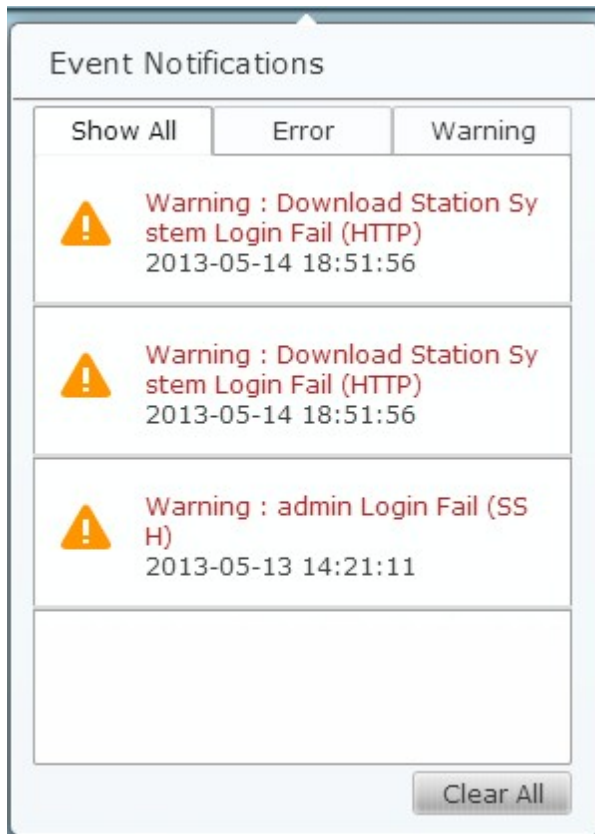 Event Notifications
Show All Error Warning
Warning : Download Station Sy
stem Login Fail (HTTP)
2013-05-14 18:51:56
Warning : Download Station Sy
stem Login Fail (HTTP)
2013-05-14 18:51:56
Warning : admin Login Fail (SS
H)
2013-05-13 14:21:11
Clear All